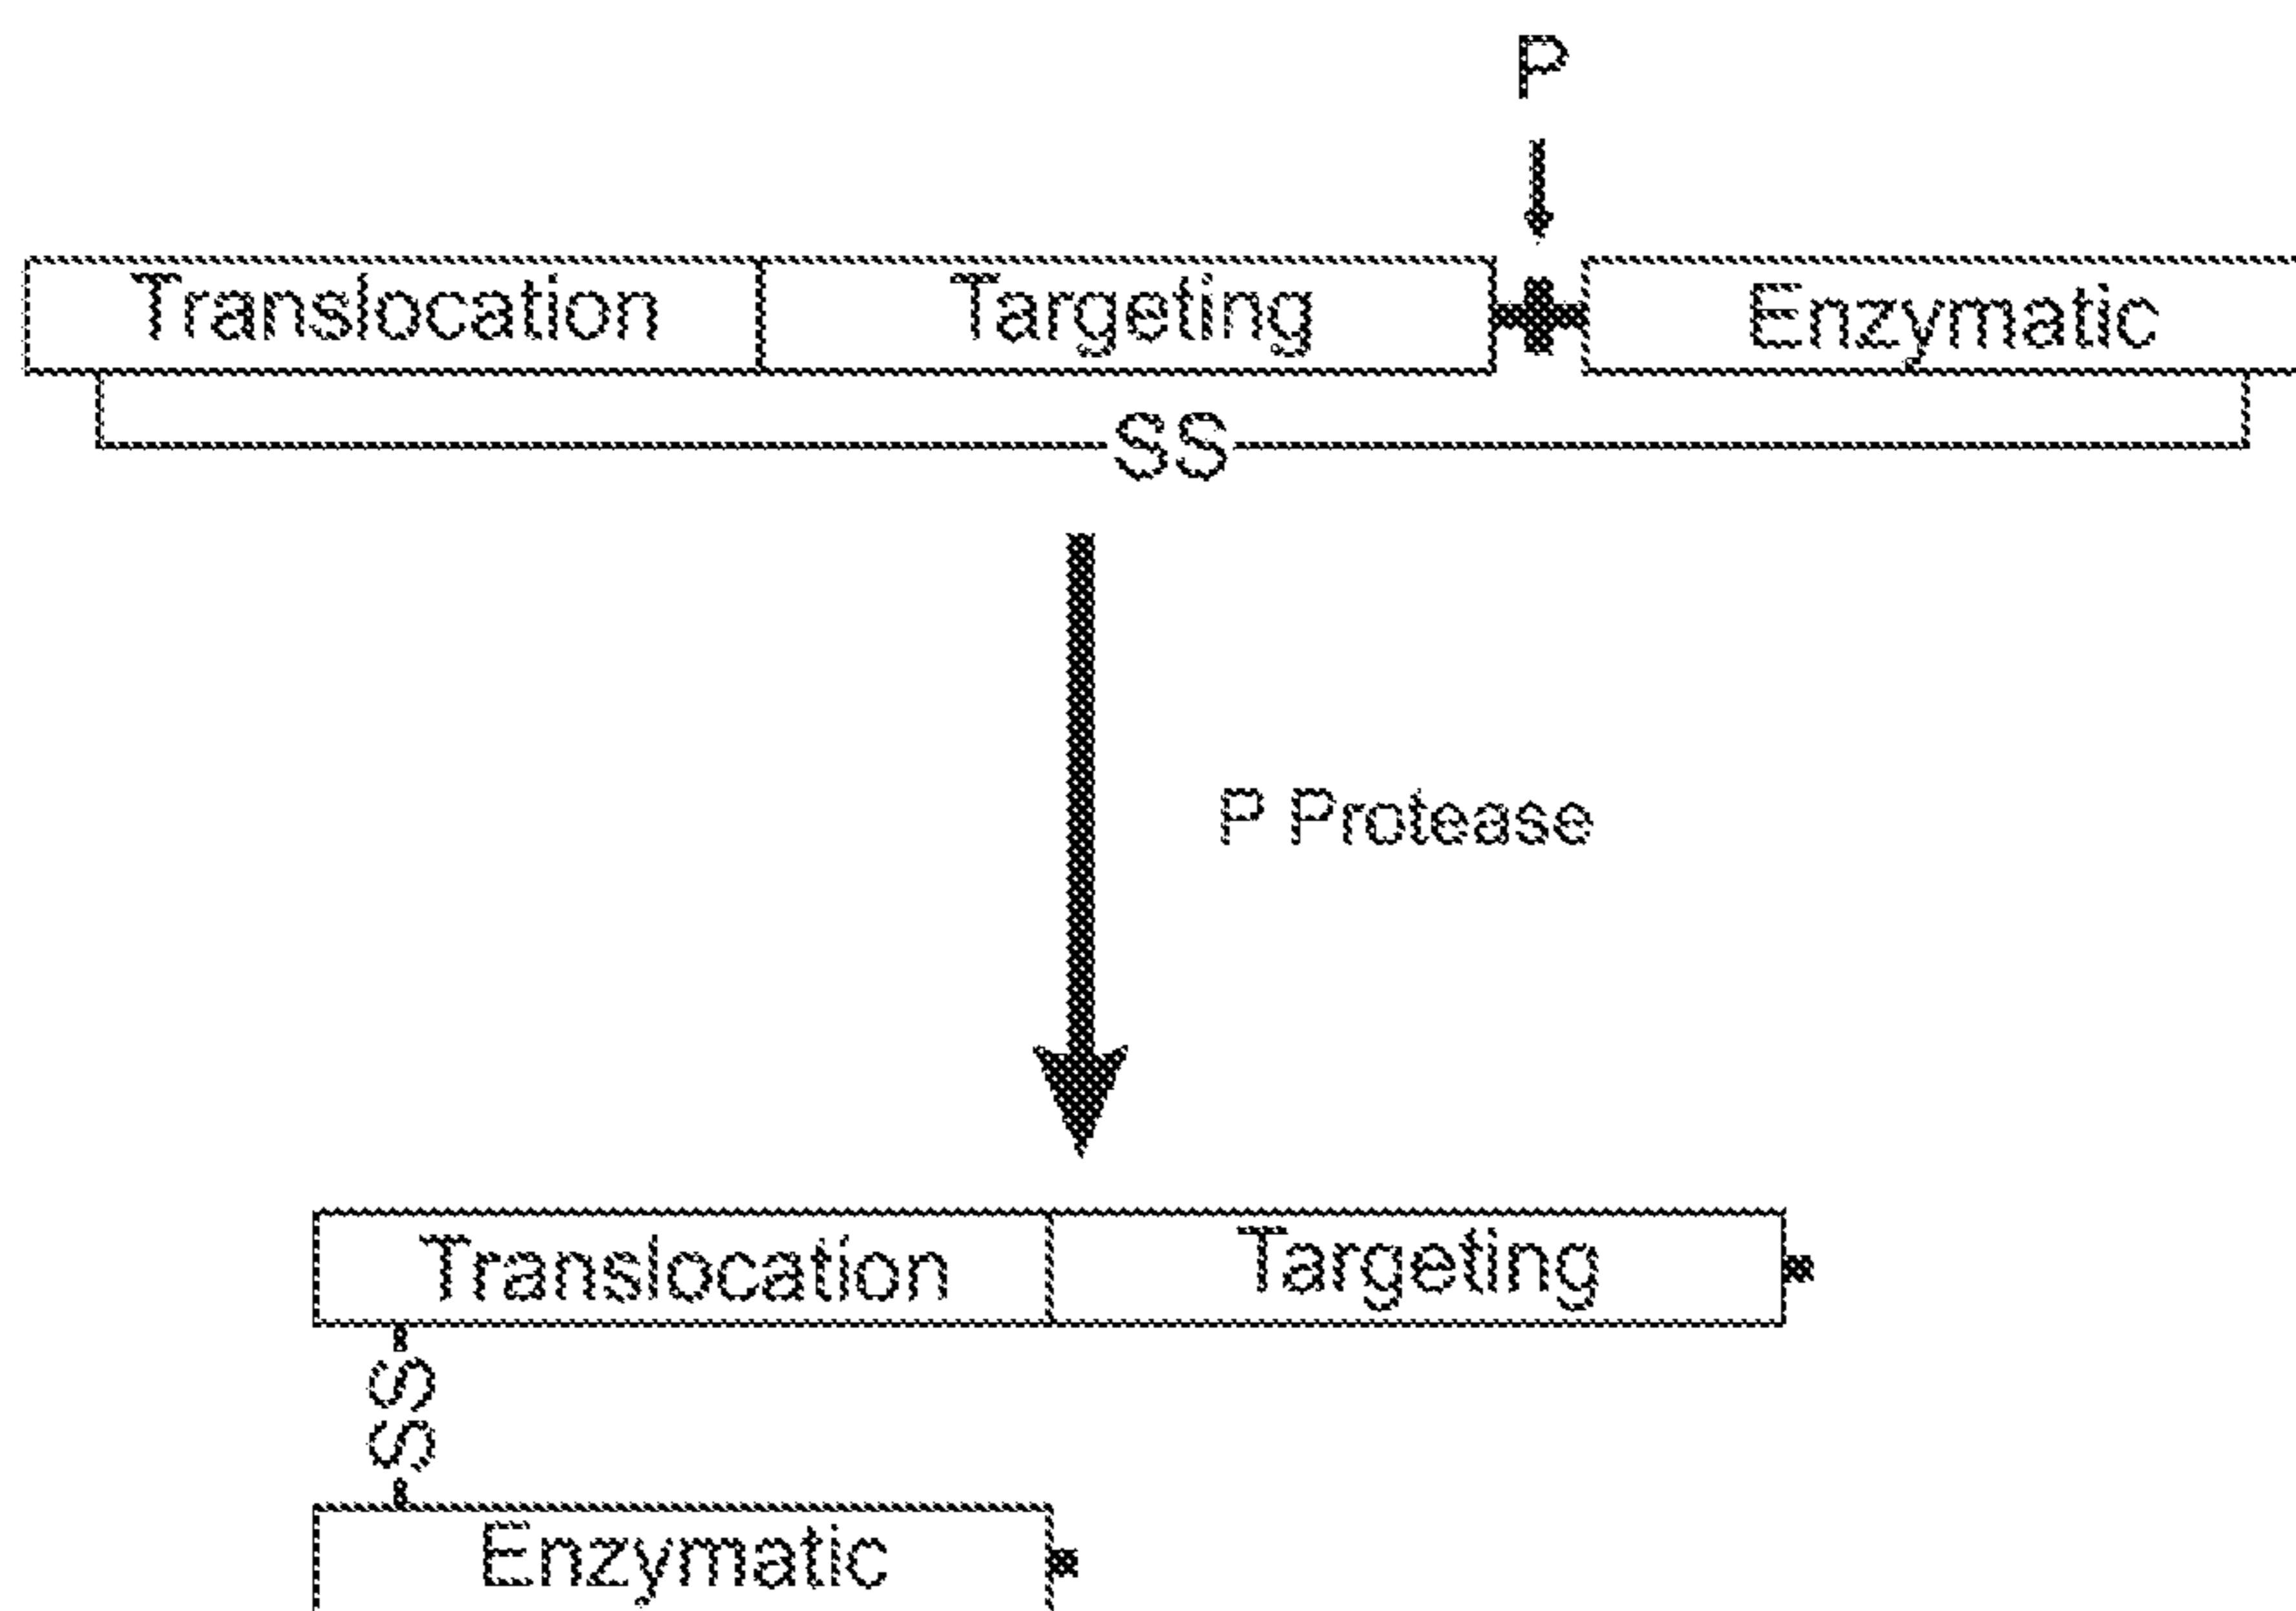 P
Translocation Targeting Enzymatic
SS
P Protease
Translocation Targeting
SS
Enzymatic